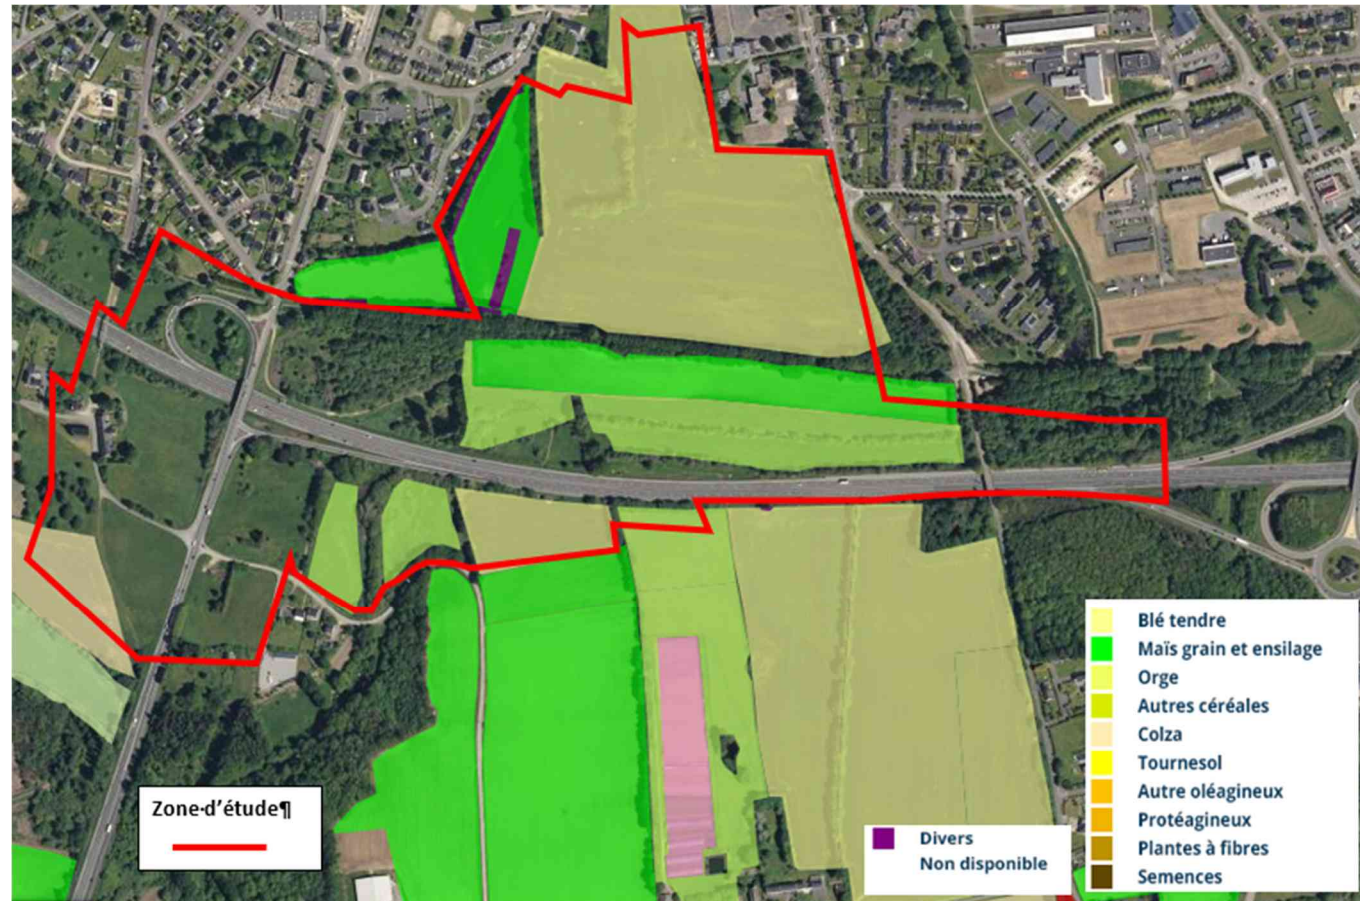 Zone·d'étude¶
Divers
Non disponible
Blé tendre
Maïs grain et ensilage
Orge
Autres céréales
Colza
Tournesol
Autre oléagineux
Protéagineux
Plantes à fibres
Semences